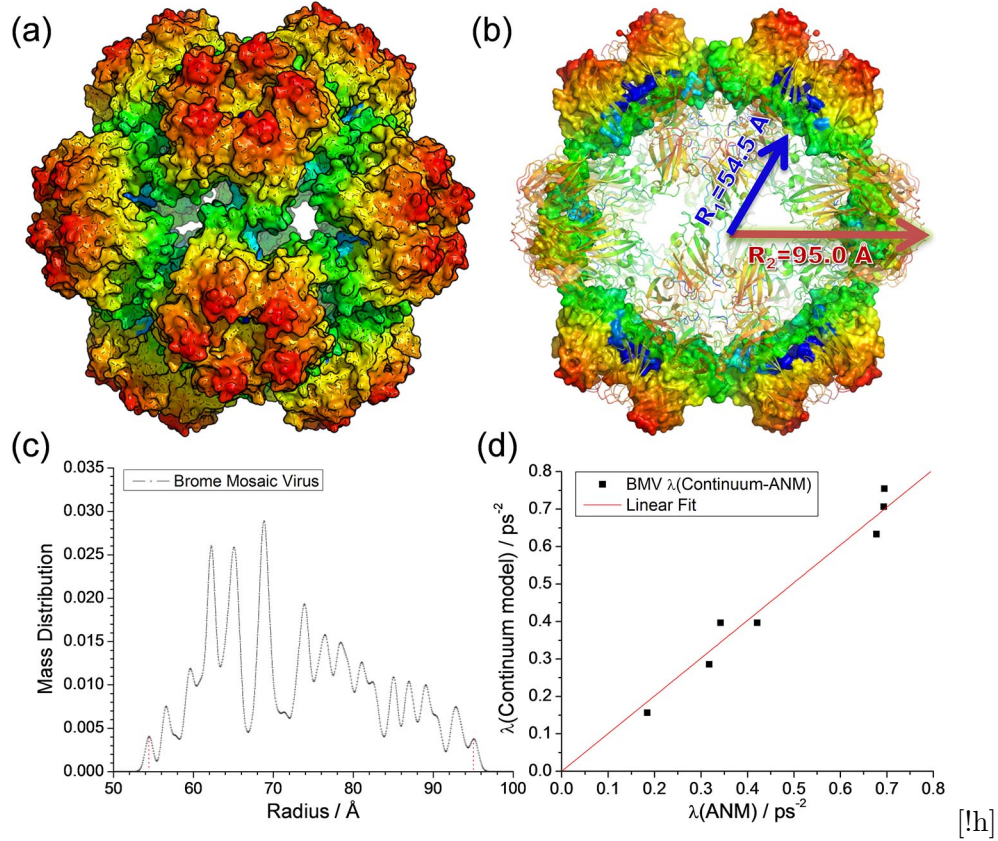 (a)
(b)
R₁=54.5 A
R₂=95.0 A
(c)
0.035
0.030
0.025
0.020
0.015
0.010
0.005
0.000
Mass Distribution
Brome Mosaic Virus
50 60 70 80 90 100
Radius / Å
(d)
0.8
0.7
0.6
0.5
0.4
0.3
0.2
0.1
0.0
λ(Continuum model) / ps⁻²
BMV λ(Continuum-ANM)
Linear Fit
0.0 0.1 0.2 0.3 0.4 0.5 0.6 0.7 0.8
λ(ANM) / ps⁻²
[!h]